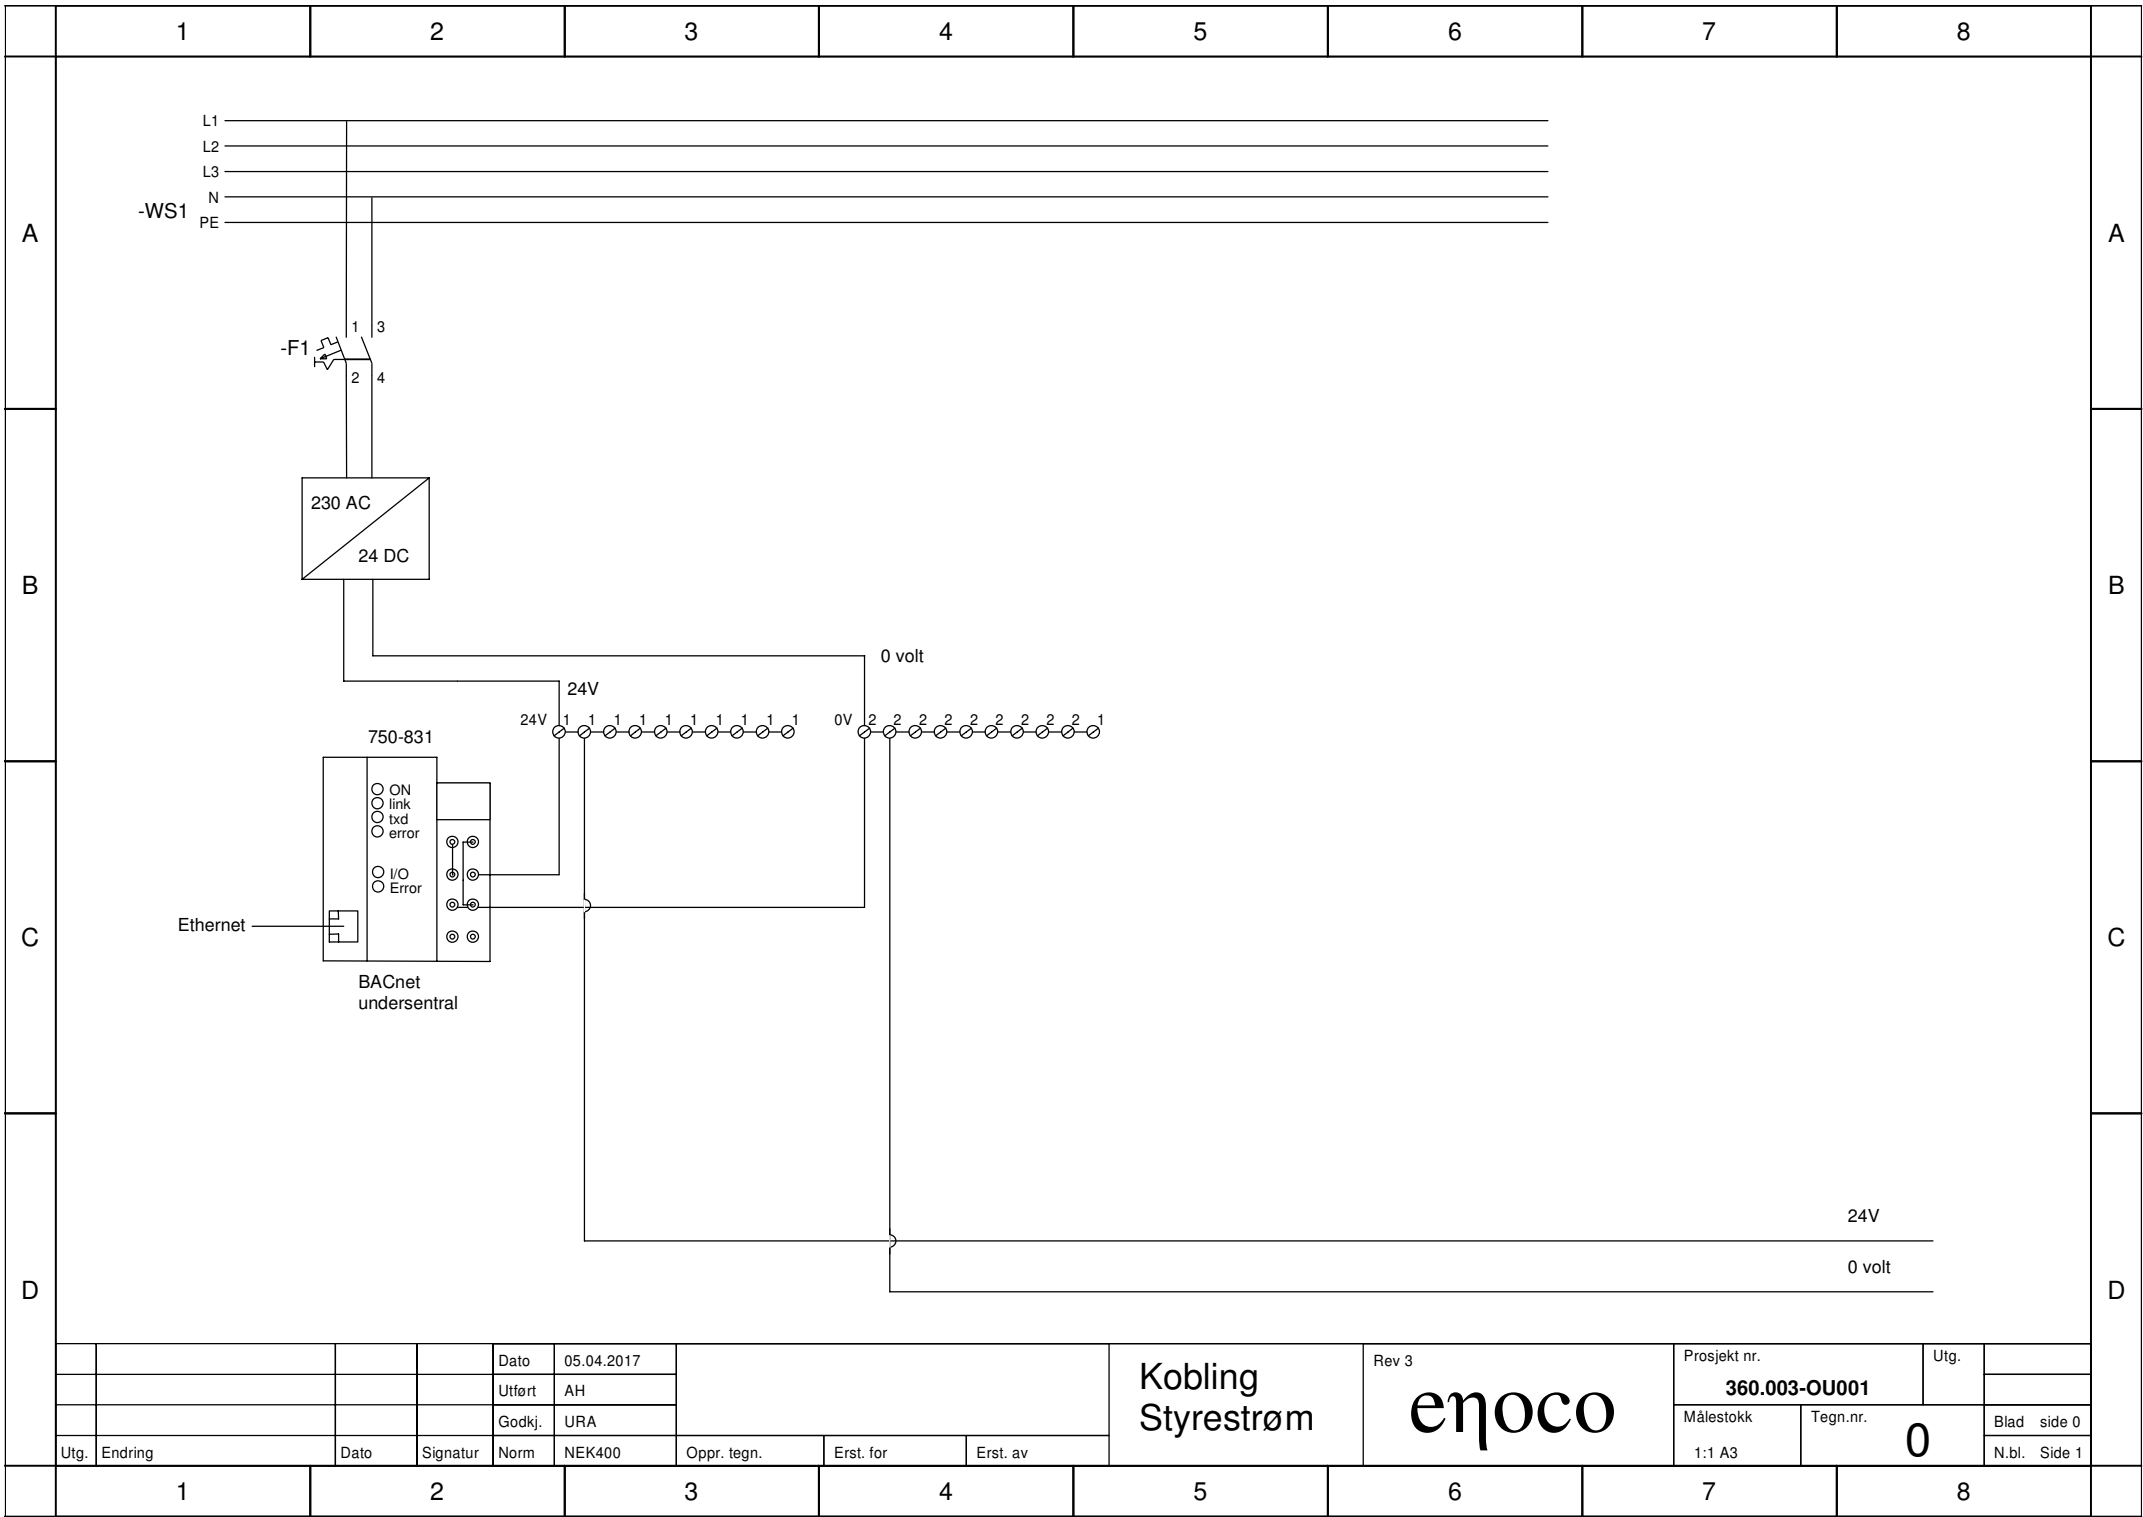 1 2 3 4 5 6 7 8
L1
L2
L3
N
-WS1
PE
A A
1 3
-F1
2 4
230 AC
24 DC
B B
0 volt
24V
24V 1 1 1 1 1 1 1 1 1 1
0V 2 2 2 2 2 2 2 2 2 1
750-831
ON
link
txd
error
I/O
Error
Ethernet
C C
BACnet
undersentral
24V
0 volt
D D
Dato 05.04.2017
Utført AH
Godkj. URA
Utg. Endring Dato Signatur Norm NEK400 Oppr. tegn. Erst. for Erst. av
Kobling
Styrestrøm
Rev 3
eηoco
Prosjekt nr. Utg.
360.003-OU001
Målestokk Tegn.nr.
1:1 A3 0
Blad side 0
N.bl. Side 1
1 2 3 4 5 6 7 8